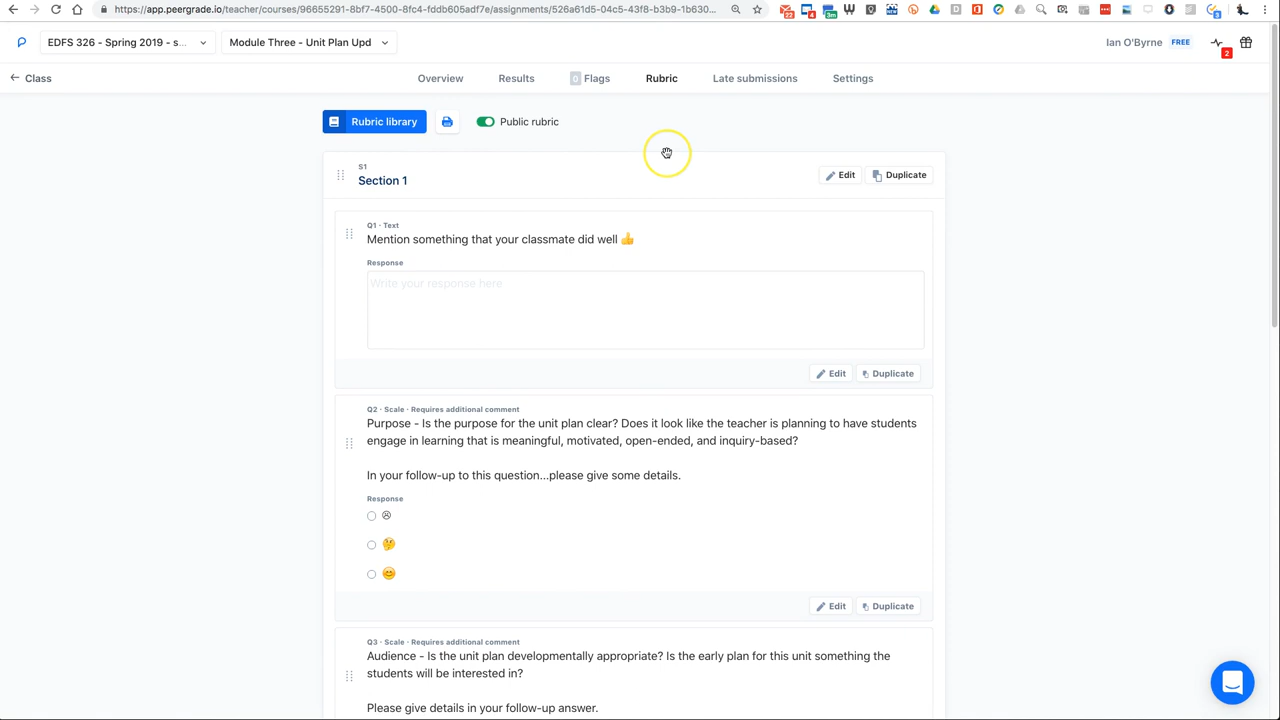 https://app.peergrade.io/teacher/courses/96655291-8bf7-4500-8fc4-fddb605adf7e/assignments/526a61d5-04c5-43f8-b3b9-1b630...
22
4
3m
3
EDFS 326 - Spring 2019 - s...
Module Three - Unit Plan Upd
Ian O'Byrne
FREE
2
Class
Overview
Results
0 Flags
Rubric
Late submissions
Settings
Rubric library
Public rubric
S1
Section 1
Edit
Duplicate
Q1 · Text
Mention something that your classmate did well 👍
Response
Write your response here
Edit
Duplicate
Q2 · Scale · Requires additional comment
Purpose - Is the purpose for the unit plan clear? Does it look like the teacher is planning to have students
engage in learning that is meaningful, motivated, open-ended, and inquiry-based?
In your follow-up to this question...please give some details.
Response
☹
🤔
😊
Edit
Duplicate
Q3 · Scale · Requires additional comment
Audience - Is the unit plan developmentally appropriate? Is the early plan for this unit something the
students will be interested in?
Please give details in your follow-up answer.